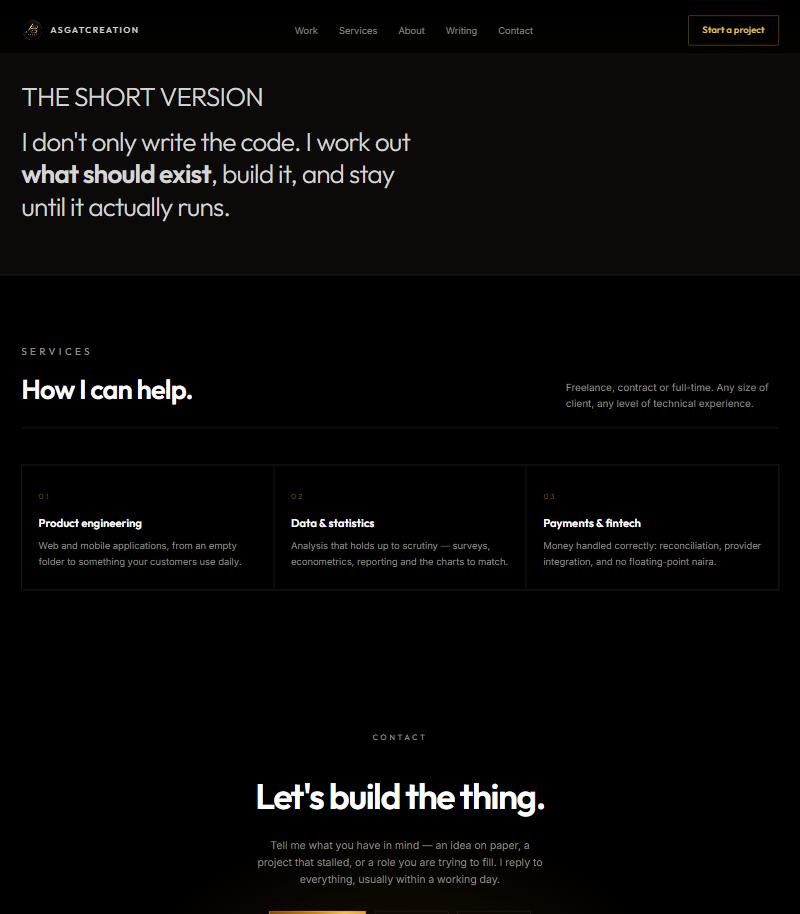 ASGATCREATION
Work Services About Writing Contact
Start a project
THE SHORT VERSION
I don't only write the code. I work out
what should exist, build it, and stay
until it actually runs.
SERVICES
How I can help.
Freelance, contract or full-time. Any size of
client, any level of technical experience.
01
Product engineering
Web and mobile applications, from an empty
folder to something your customers use daily.
02
Data & statistics
Analysis that holds up to scrutiny — surveys,
econometrics, reporting and the charts to match.
03
Payments & fintech
Money handled correctly: reconciliation, provider
integration, and no floating-point naira.
CONTACT
Let's build the thing.
Tell me what you have in mind — an idea on paper, a
project that stalled, or a role you are trying to fill. I reply to
everything, usually within a working day.